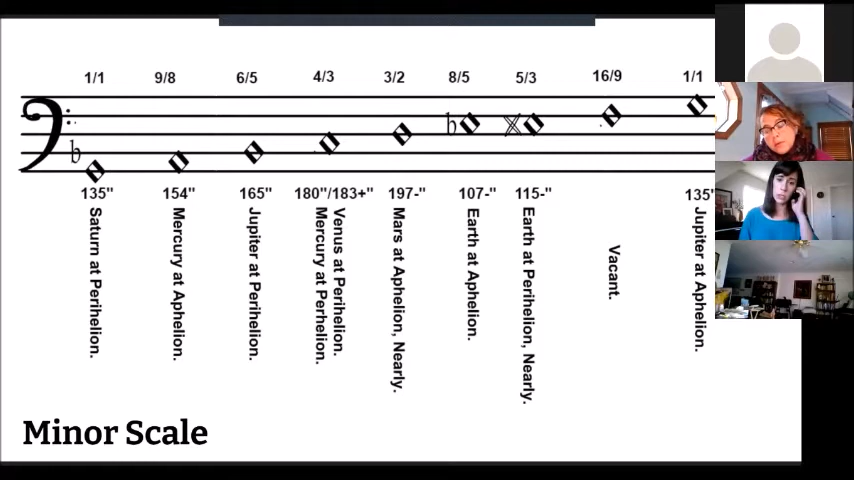 1/1 9/8 6/5 4/3 3/2 8/5 5/3 16/9 1/1
135" 154" 165" 180"/183+" 197-" 107-" 115-" 135"
Saturn at Perihelion.
Mercury at Aphelion.
Jupiter at Perihelion.
Venus at Perihelion.
Mercury at Perhelion.
Mars at Aphelion, Nearly.
Earth at Aphelion.
Earth at Perihelion, Nearly.
Vacant.
Jupiter at Aphelion.
Minor Scale